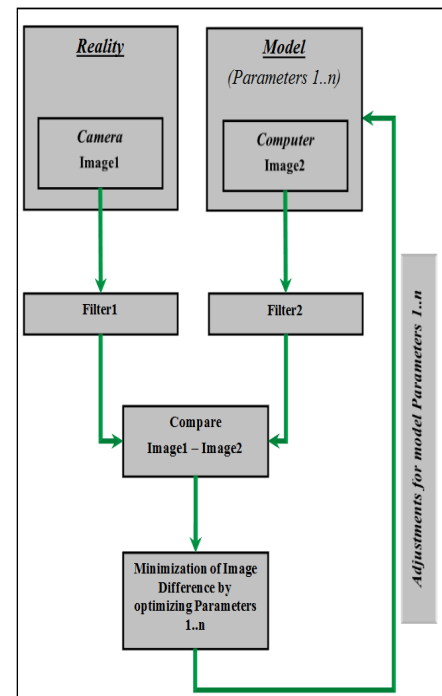 Reality
Camera
Image1
Model
(Parameters 1..n)
Computer
Image2
Filter1
Filter2
Compare
Image1 – Image2
Minimization of Image
Difference by
optimizing Parameters
1..n
Adjustments for model Parameters 1..n